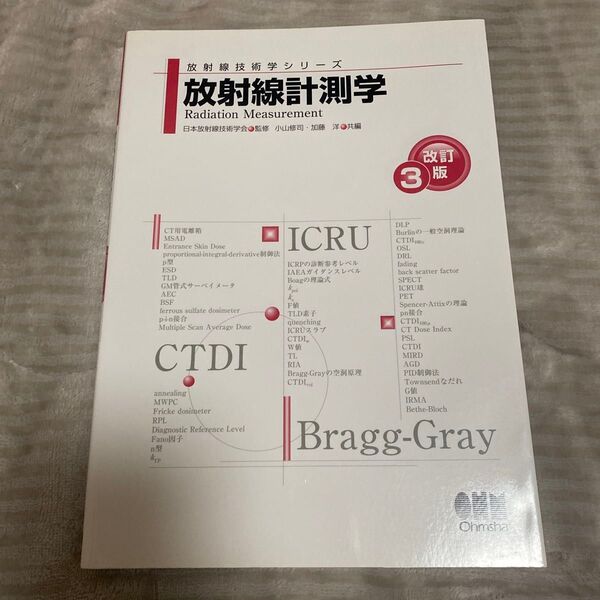 放射線技術学シリーズ
放射線計測学
Radiation Measurement
日本放射線技術学会●監修 小山修司・加藤 洋●共編
改訂
3版
CT用電離箱
MSAD
Entrance Skin Dose
proportional-integral-derivative制御法
p型
ESD
TLD
GM管式サーベイメータ
AEC
BSF
ferrous sulfate dosimeter
p-i-n接合
Multiple Scan Average Dose
CTDI
annealing
MWPC
Fricke dosimeter
RPL
Diagnostic Reference Level
Fano因子
n型
kTP
ICRU
ICRPの診断参考レベル
IAEAガイダンスレベル
Boagの理論式
kpol
ks
F値
TLD素子
quenching
ICRUスラブ
CTDIw
W値
TL
RIA
Bragg-Grayの空洞原理
CTDIvol
DLP
Burlinの一般空洞理論
CTDI100c
OSL
DRL
fading
back scatter factor
SPECT
ICRU球
PET
Spencer-Attixの理論
pn接合
CTDI100p
CT Dose Index
PSL
CTDI
MIRD
AGD
PID制御法
Townsendなだれ
G値
IRMA
Bethe-Bloch
Bragg-Gray
OHM
Ohmsha